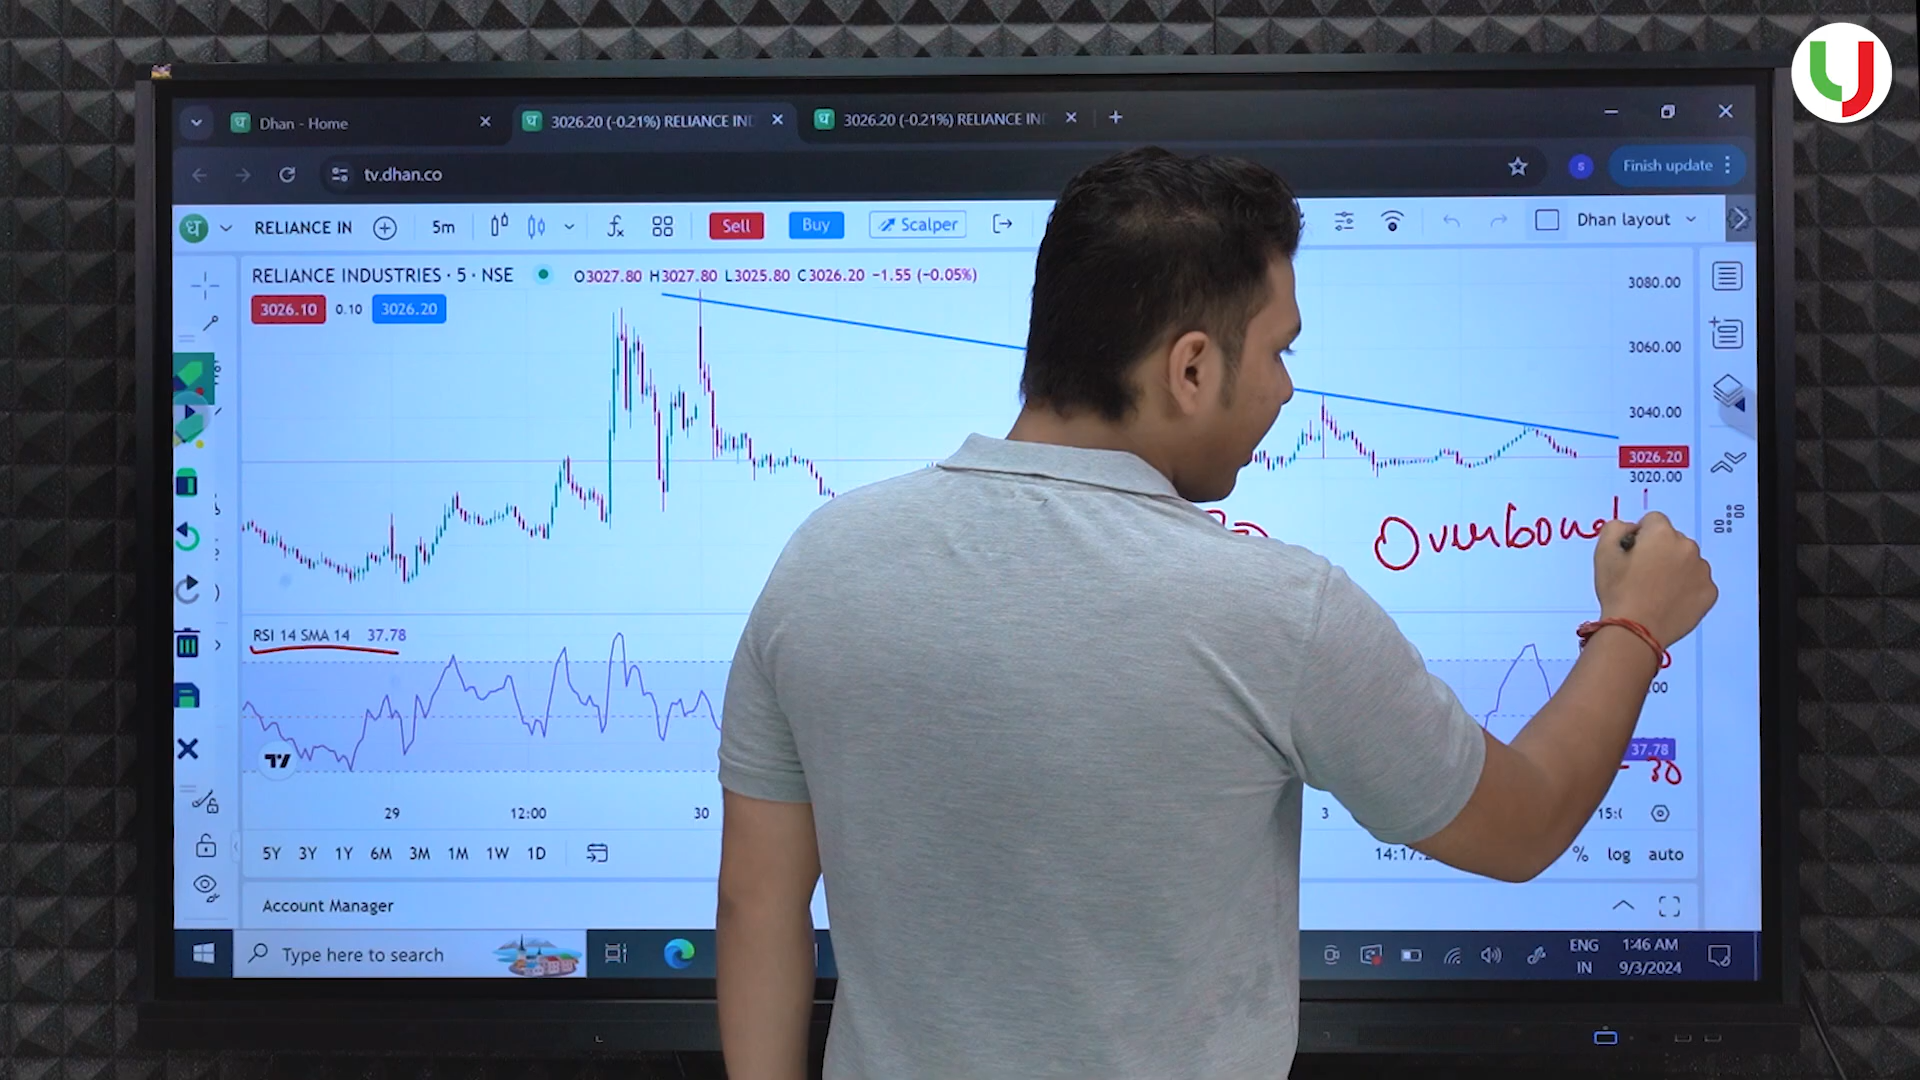 Dhan - Home
3026.20 (-0.21%) RELIANCE IND
3026.20 (-0.21%) RELIANCE IN
tv.dhan.co
Finish update
RELIANCE IN
5m
Sell
Buy
Scalper
Dhan layout
RELIANCE INDUSTRIES · 5 · NSE
O3027.80 H3027.80 L3025.80 C3026.20 −1.55 (−0.05%)
3026.10
0.10
3026.20
3080.00
3060.00
3040.00
3026.20
3020.00
Overbough
RSI 14 SMA 14 37.78
37.78
30
29
12:00
30
3
5Y 3Y 1Y 6M 3M 1M 1W 1D
% log auto
Account Manager
Type here to search
ENG
IN
1:46 AM
9/3/2024